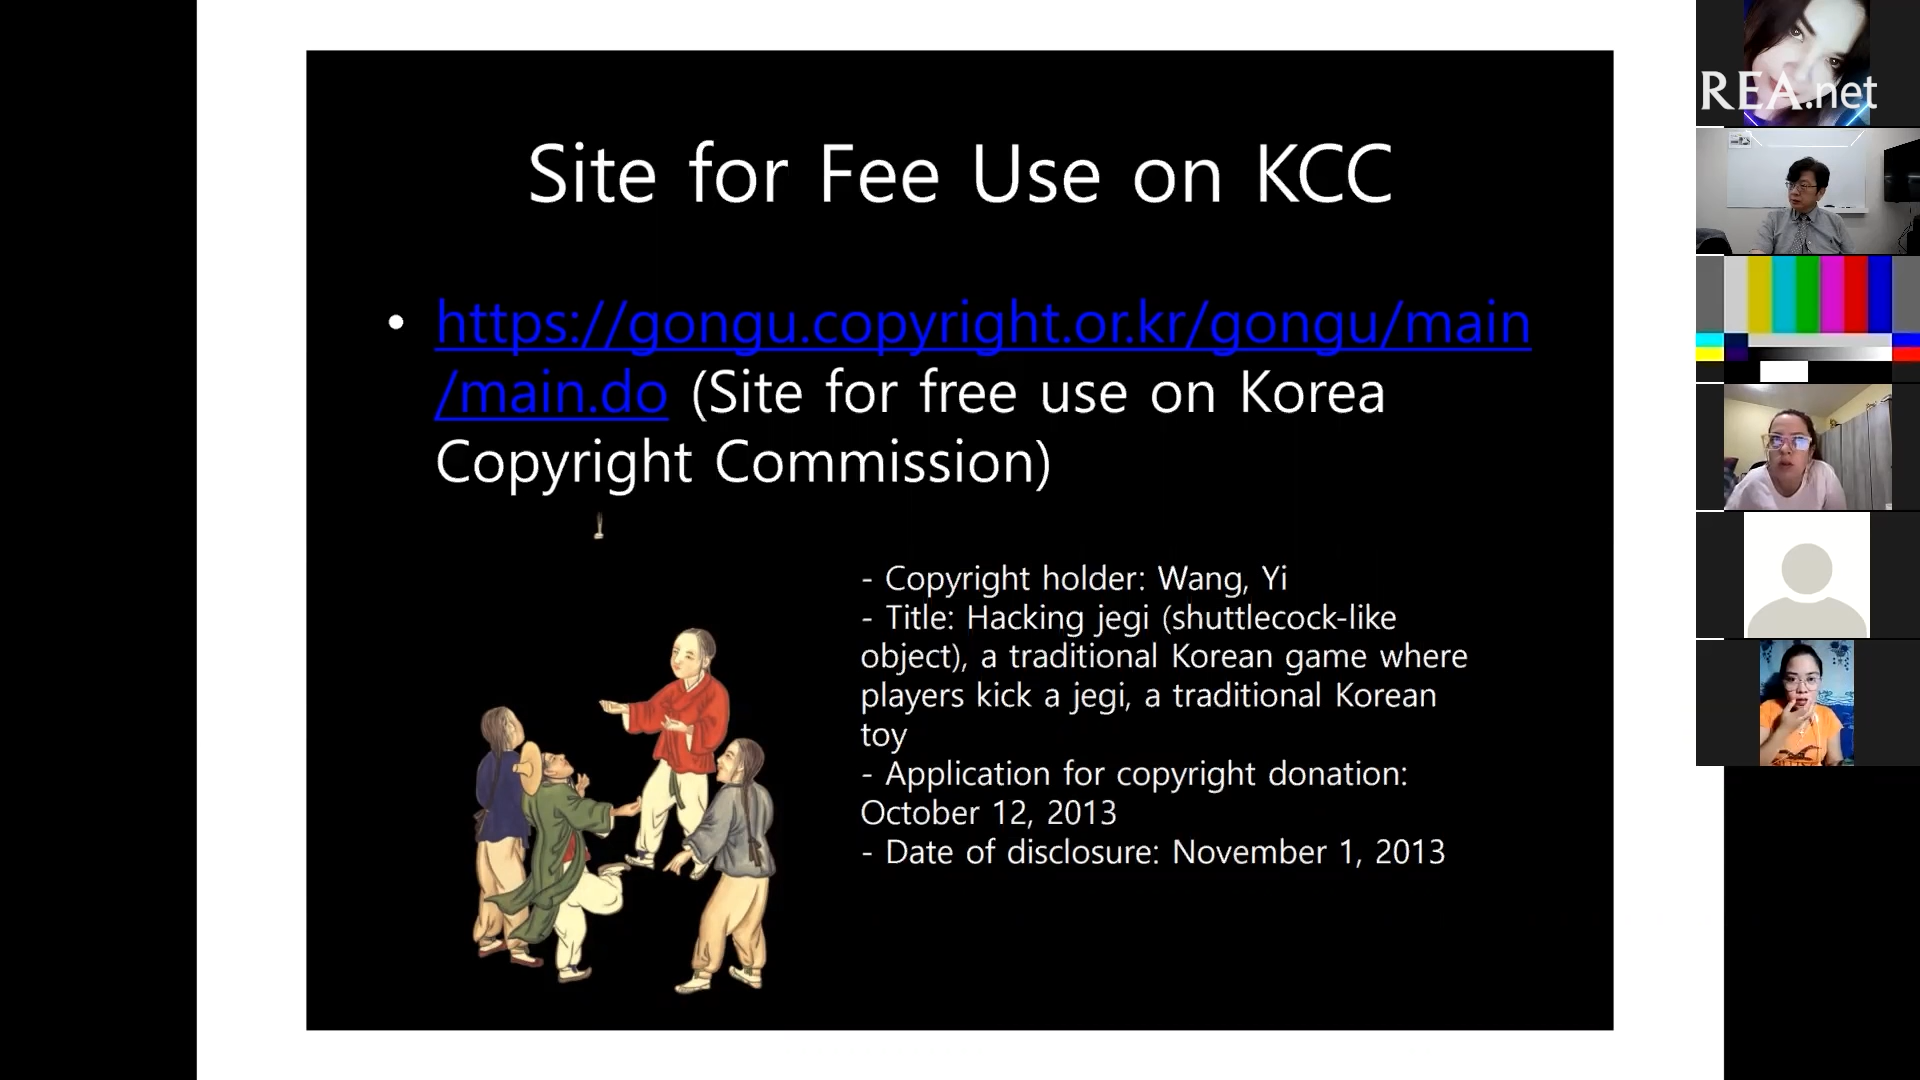 Site for Fee Use on KCC
• https://gongu.copyright.or.kr/gongu/main
/main.do (Site for free use on Korea
Copyright Commission)
- Copyright holder: Wang, Yi
- Title: Hacking jegi (shuttlecock-like
object), a traditional Korean game where
players kick a jegi, a traditional Korean
toy
- Application for copyright donation:
October 12, 2013
- Date of disclosure: November 1, 2013
REA.net